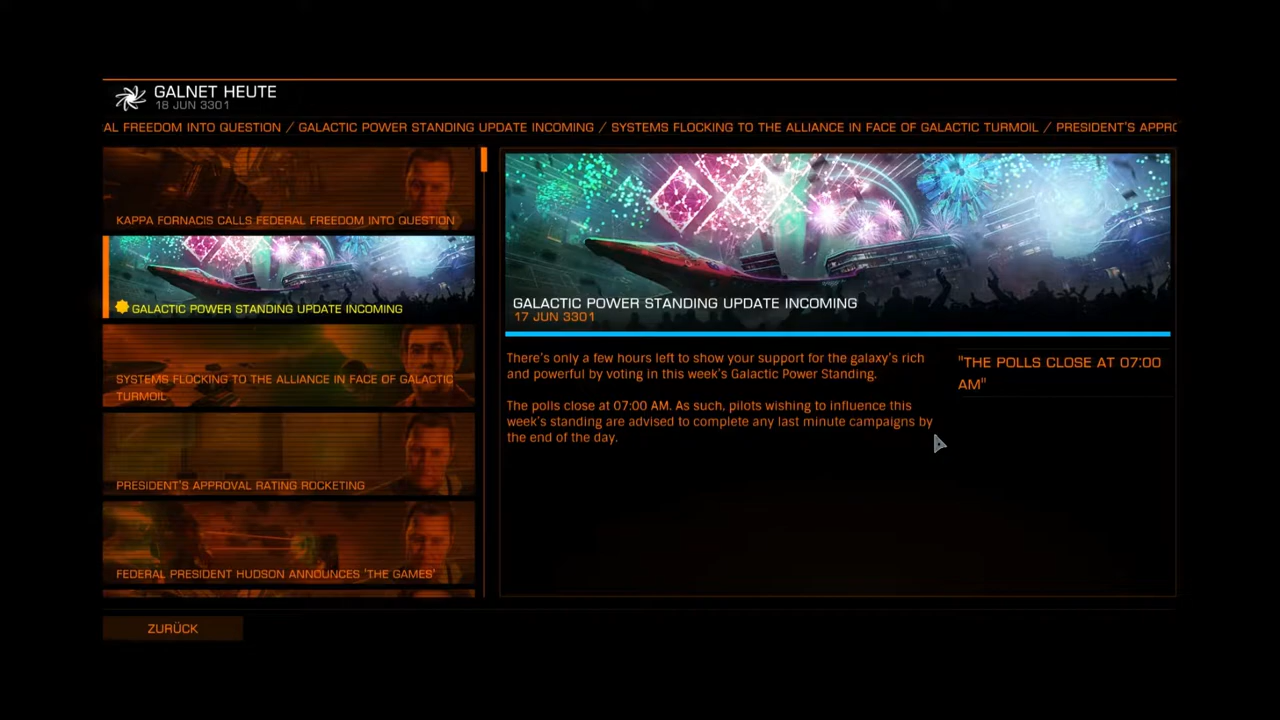 GALNET HEUTE
18 JUN 3301
AL FREEDOM INTO QUESTION / GALACTIC POWER STANDING UPDATE INCOMING / SYSTEMS FLOCKING TO THE ALLIANCE IN FACE OF GALACTIC TURMOIL / PRESIDENT'S APPRO
KAPPA FORNACIS CALLS FEDERAL FREEDOM INTO QUESTION
GALACTIC POWER STANDING UPDATE INCOMING
SYSTEMS FLOCKING TO THE ALLIANCE IN FACE OF GALACTIC
TURMOIL
PRESIDENT'S APPROVAL RATING ROCKETING
FEDERAL PRESIDENT HUDSON ANNOUNCES 'THE GAMES'
GALACTIC POWER STANDING UPDATE INCOMING
17 JUN 3301
There's only a few hours left to show your support for the galaxy's rich
and powerful by voting in this week's Galactic Power Standing.
The polls close at 07:00 AM. As such, pilots wishing to influence this
week's standing are advised to complete any last minute campaigns by
the end of the day.
"THE POLLS CLOSE AT 07:00
AM"
ZURÜCK